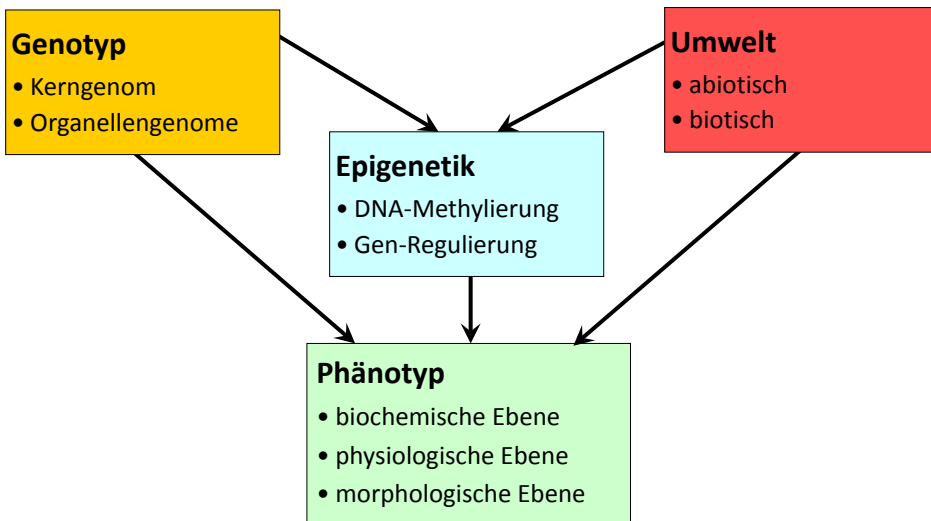 Genotyp
• Kerngenom
• Organellengenome
Umwelt
• abiotisch
• biotisch
Epigenetik
• DNA-Methylierung
• Gen-Regulierung
Phänotyp
• biochemische Ebene
• physiologische Ebene
• morphologische Ebene